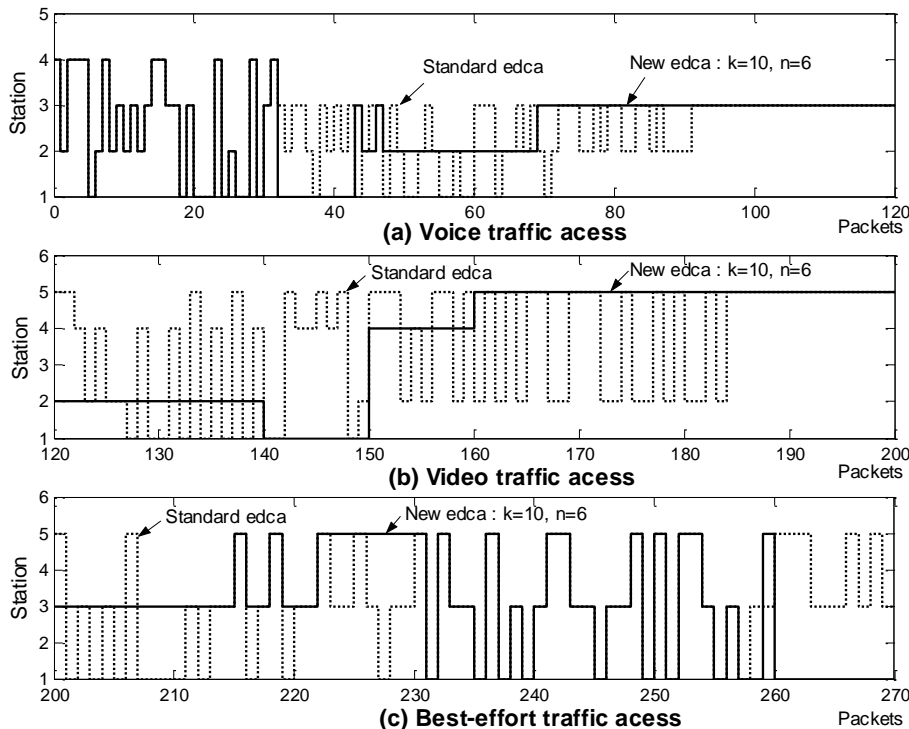 5
4
3
2
1
Station
Standard edca
New edca : k=10, n=6
0 20 40 60 80 100 120
(a) Voice traffic acess
Packets
6
5
4
3
2
1
Station
Standard edca
New edca : k=10, n=6
120 130 140 150 160 170 180 190 200
(b) Video traffic acess
Packets
6
5
4
3
2
1
Station
Standard edca
New edca : k=10, n=6
200 210 220 230 240 250 260 270
(c) Best-effort traffic acess
Packets